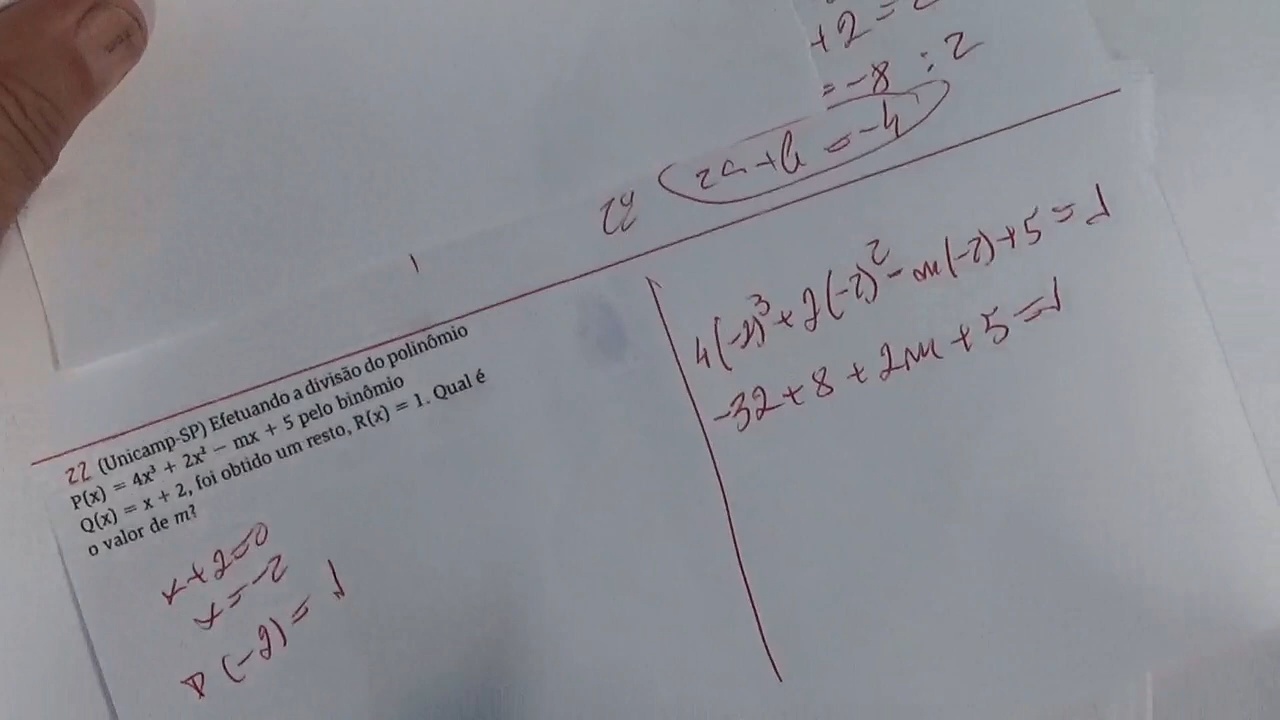 +2 =
= -8 : 2
2a+b = -4
22
22 (Unicamp-SP) Efetuando a divisão do polinômio
P(x) = 4x³ + 2x² − mx + 5 pelo binômio
Q(x) = x + 2, foi obtido um resto, R(x) = 1. Qual é
o valor de m?
x+2=0
x=-2
P(-2) = 1
4(-2)³ + 2(-2)² - m(-2)+5 = 1
-32 + 8 + 2m + 5 = 1